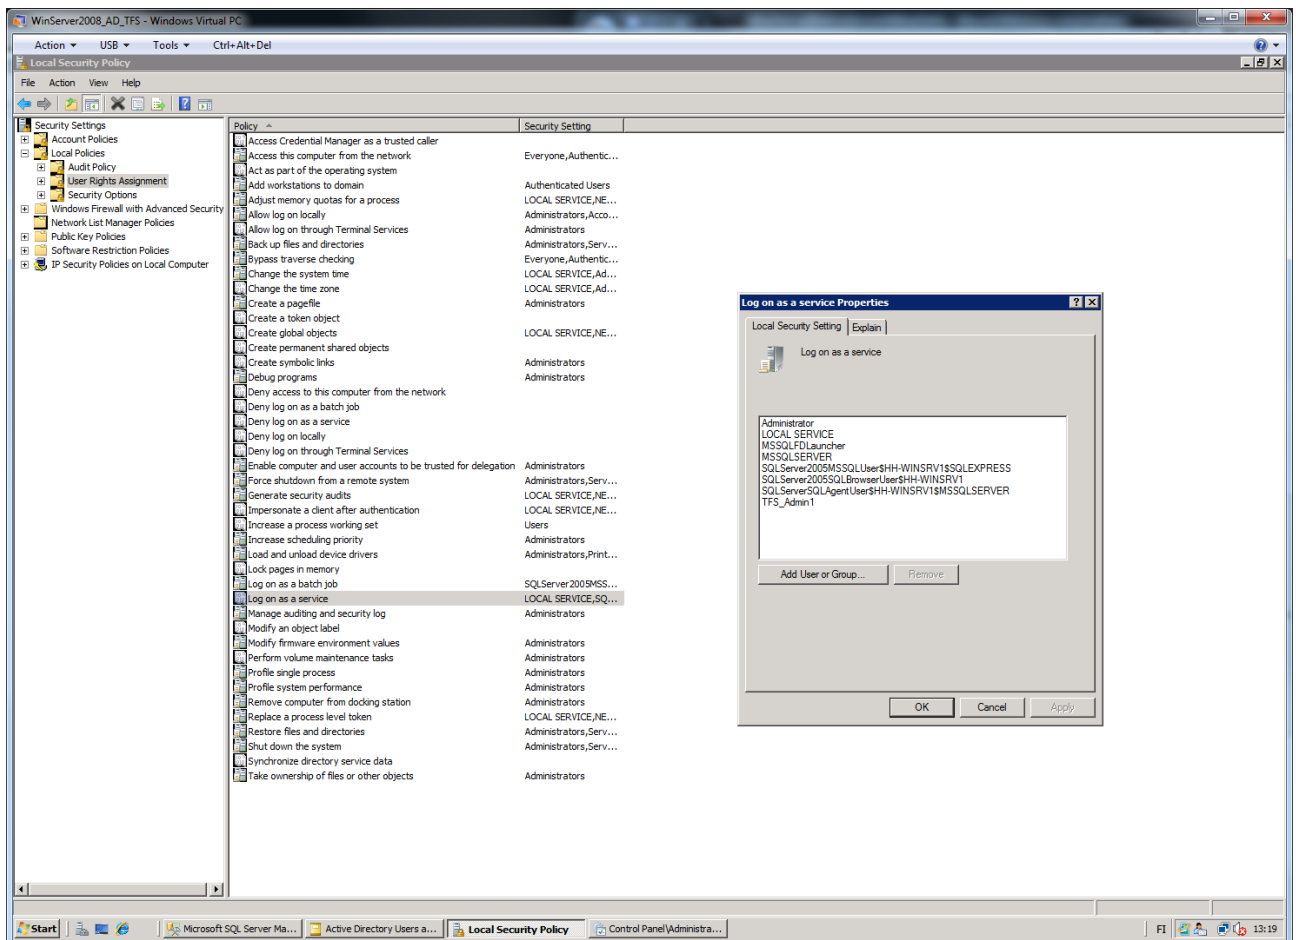 WinServer2008_AD_TFS - Windows Virtual PC
Action USB Tools Ctrl+Alt+Del
Local Security Policy
File Action View Help
Security Settings
Account Policies
Local Policies
Audit Policy
User Rights Assignment
Security Options
Windows Firewall with Advanced Security
Network List Manager Policies
Public Key Policies
Software Restriction Policies
IP Security Policies on Local Computer
Policy Security Setting
Access Credential Manager as a trusted caller
Access this computer from the network Everyone,Authentic...
Act as part of the operating system
Add workstations to domain Authenticated Users
Adjust memory quotas for a process LOCAL SERVICE,NE...
Allow log on locally Administrators,Acco...
Allow log on through Terminal Services Administrators
Back up files and directories Administrators,Serv...
Bypass traverse checking Everyone,Authentic...
Change the system time LOCAL SERVICE,Ad...
Change the time zone LOCAL SERVICE,Ad...
Create a pagefile Administrators
Create a token object
Create global objects LOCAL SERVICE,NE...
Create permanent shared objects
Create symbolic links Administrators
Debug programs Administrators
Deny access to this computer from the network
Deny log on as a batch job
Deny log on as a service
Deny log on locally
Deny log on through Terminal Services
Enable computer and user accounts to be trusted for delegation Administrators
Force shutdown from a remote system Administrators,Serv...
Generate security audits LOCAL SERVICE,NE...
Impersonate a client after authentication LOCAL SERVICE,NE...
Increase a process working set Users
Increase scheduling priority Administrators
Load and unload device drivers Administrators,Print...
Lock pages in memory
Log on as a batch job SQLServer2005MSS...
Log on as a service LOCAL SERVICE,SQ...
Manage auditing and security log Administrators
Modify an object label
Modify firmware environment values Administrators
Perform volume maintenance tasks Administrators
Profile single process Administrators
Profile system performance Administrators
Remove computer from docking station Administrators
Replace a process level token LOCAL SERVICE,NE...
Restore files and directories Administrators,Serv...
Shut down the system Administrators,Serv...
Synchronize directory service data
Take ownership of files or other objects Administrators
Log on as a service Properties
Local Security Setting Explain
Log on as a service
Administrator
LOCAL SERVICE
MSSQLFDLauncher
MSSQLSERVER
SQLServer2005MSSQLUser$HH-WINSRV1$SQLEXPRESS
SQLServer2005SQLBrowserUser$HH-WINSRV1
SQLServerSQLAgentUser$HH-WINSRV1$MSSQLSERVER
TFS_Admin1
Add User or Group... Remove
OK Cancel Apply
Start Microsoft SQL Server Ma... Active Directory Users a... Local Security Policy Control Panel\Administra... FI 13:19